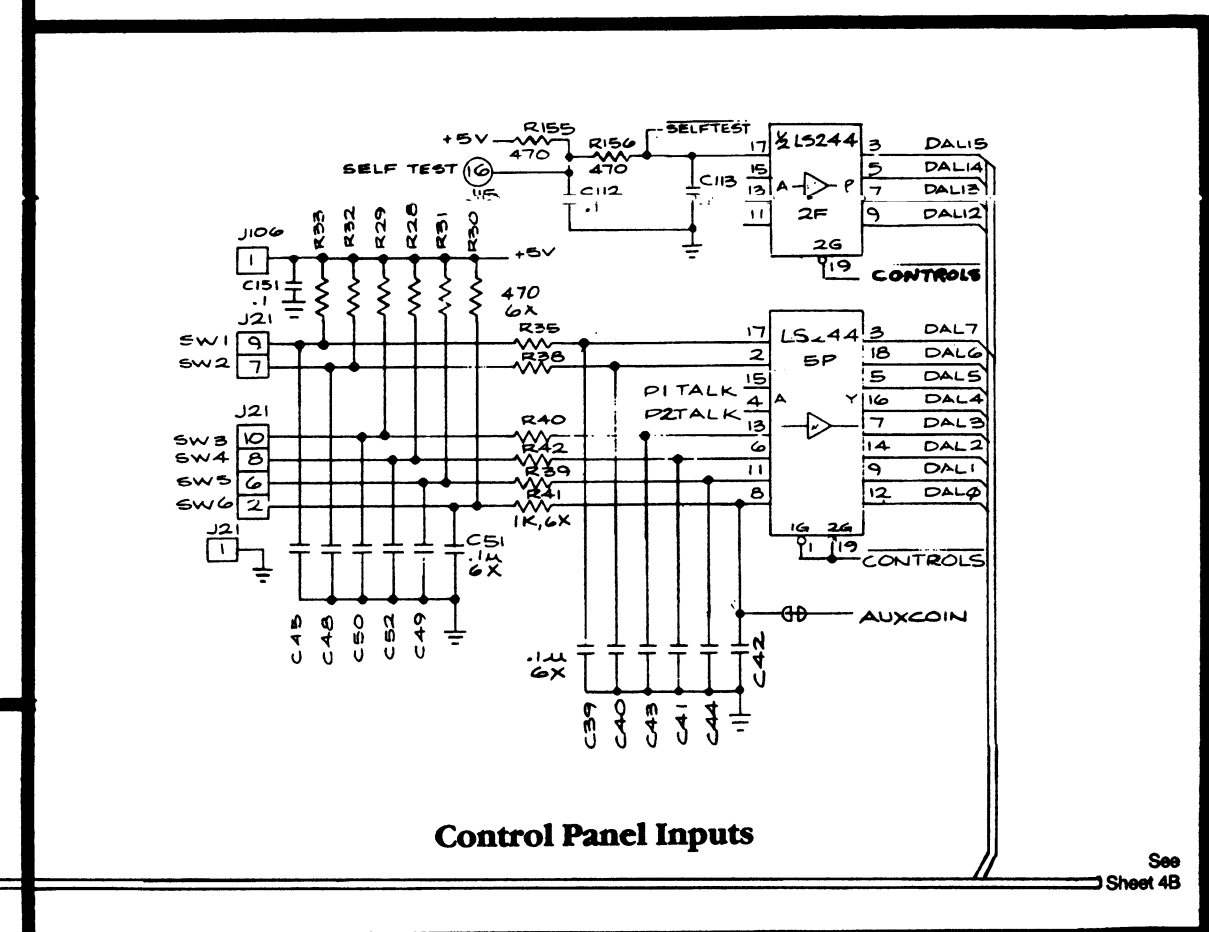 R155
+5V
470
R156
470
SELFTEST
SELF TEST 16
C112
.1
C113
½ LS244
17
15
13
11
A
P
2F
2G
19
3 DAL15
5 DAL14
7 DAL13
9 DAL12
CONTROLS
R33
R32
R29
R28
R31
R30
J106
1
+5V
C151
.1
470
6X
J21
SW1 9
SW2 7
R35
R38
J21
SW3 10
SW4 8
SW5 6
SW6 2
R40
R42
R39
R41
1K, 6X
J21
1
C51
.1µ
6X
C48
C50
C52
C49
P1 TALK
P2TALK
17
2
15
4
13
6
11
8
5P
A
Y
1G 2G
1
19
3 DAL7
18 DAL6
5 DAL5
16 DAL4
7 DAL3
14 DAL2
9 DAL1
12 DALØ
CONTROLS
AUXCOIN
.1µ
6X
C39
C40
C43
C41
C44
C42
Control Panel Inputs
See
Sheet 4B